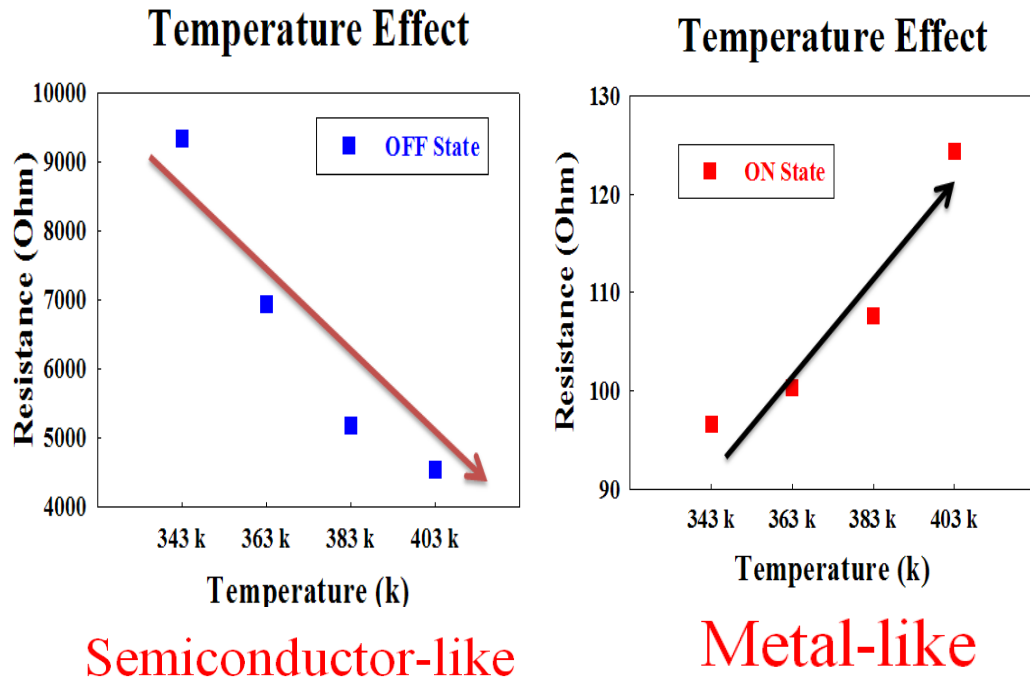 Temperature Effect
10000
9000
8000
7000
6000
5000
4000
Resistance (Ohm)
OFF State
343 k 363 k 383 k 403 k
Temperature (k)
Semiconductor-like
Temperature Effect
130
120
110
100
90
Resistance (Ohm)
ON State
343 k 363 k 383 k 403 k
Temperature (k)
Metal-like